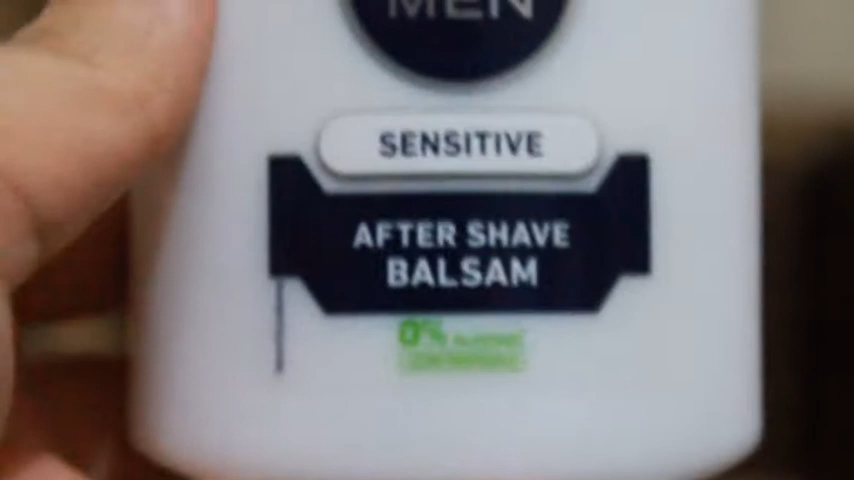 MEN
SENSITIVE
AFTER SHAVE
BALSAM
0%